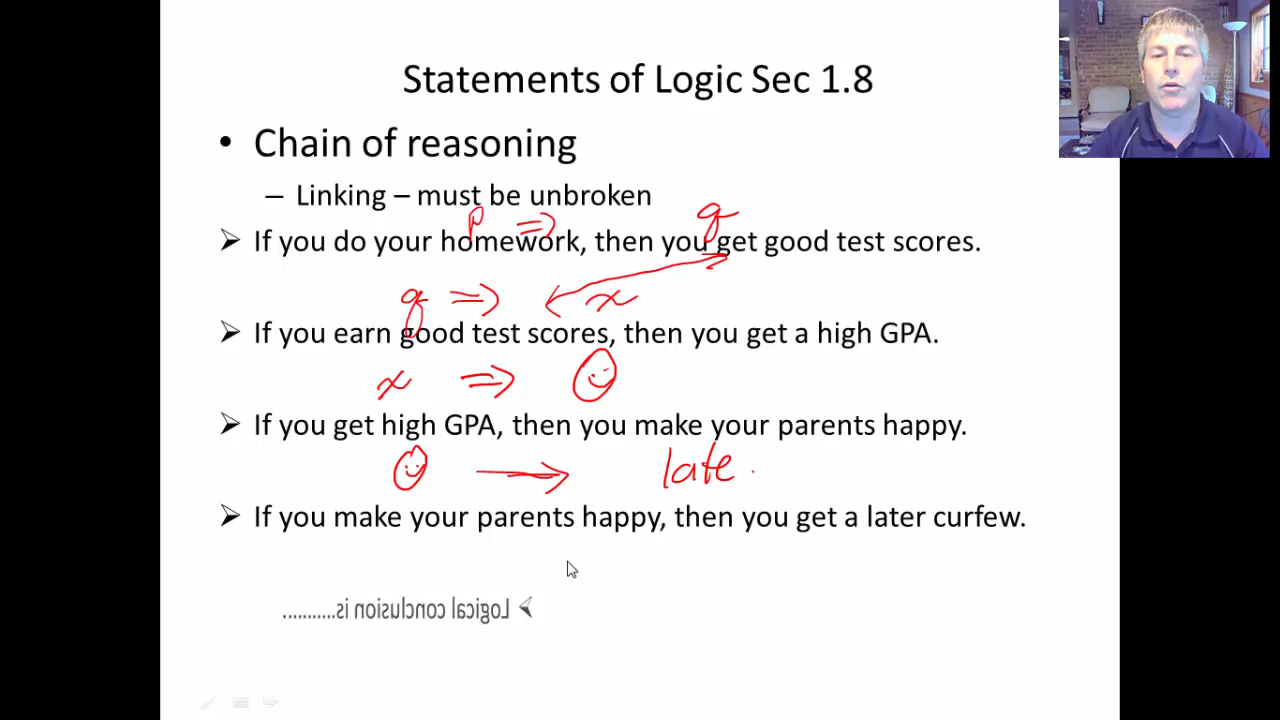 Statements of Logic Sec 1.8
• Chain of reasoning
– Linking – must be unbroken
p ⇒ q
➢ If you do your homework, then you get good test scores.
q ⇒ x
➢ If you earn good test scores, then you get a high GPA.
x ⇒ ☺
➢ If you get high GPA, then you make your parents happy.
☺ → late.
➢ If you make your parents happy, then you get a later curfew.
➢ Logical conclusion is...........